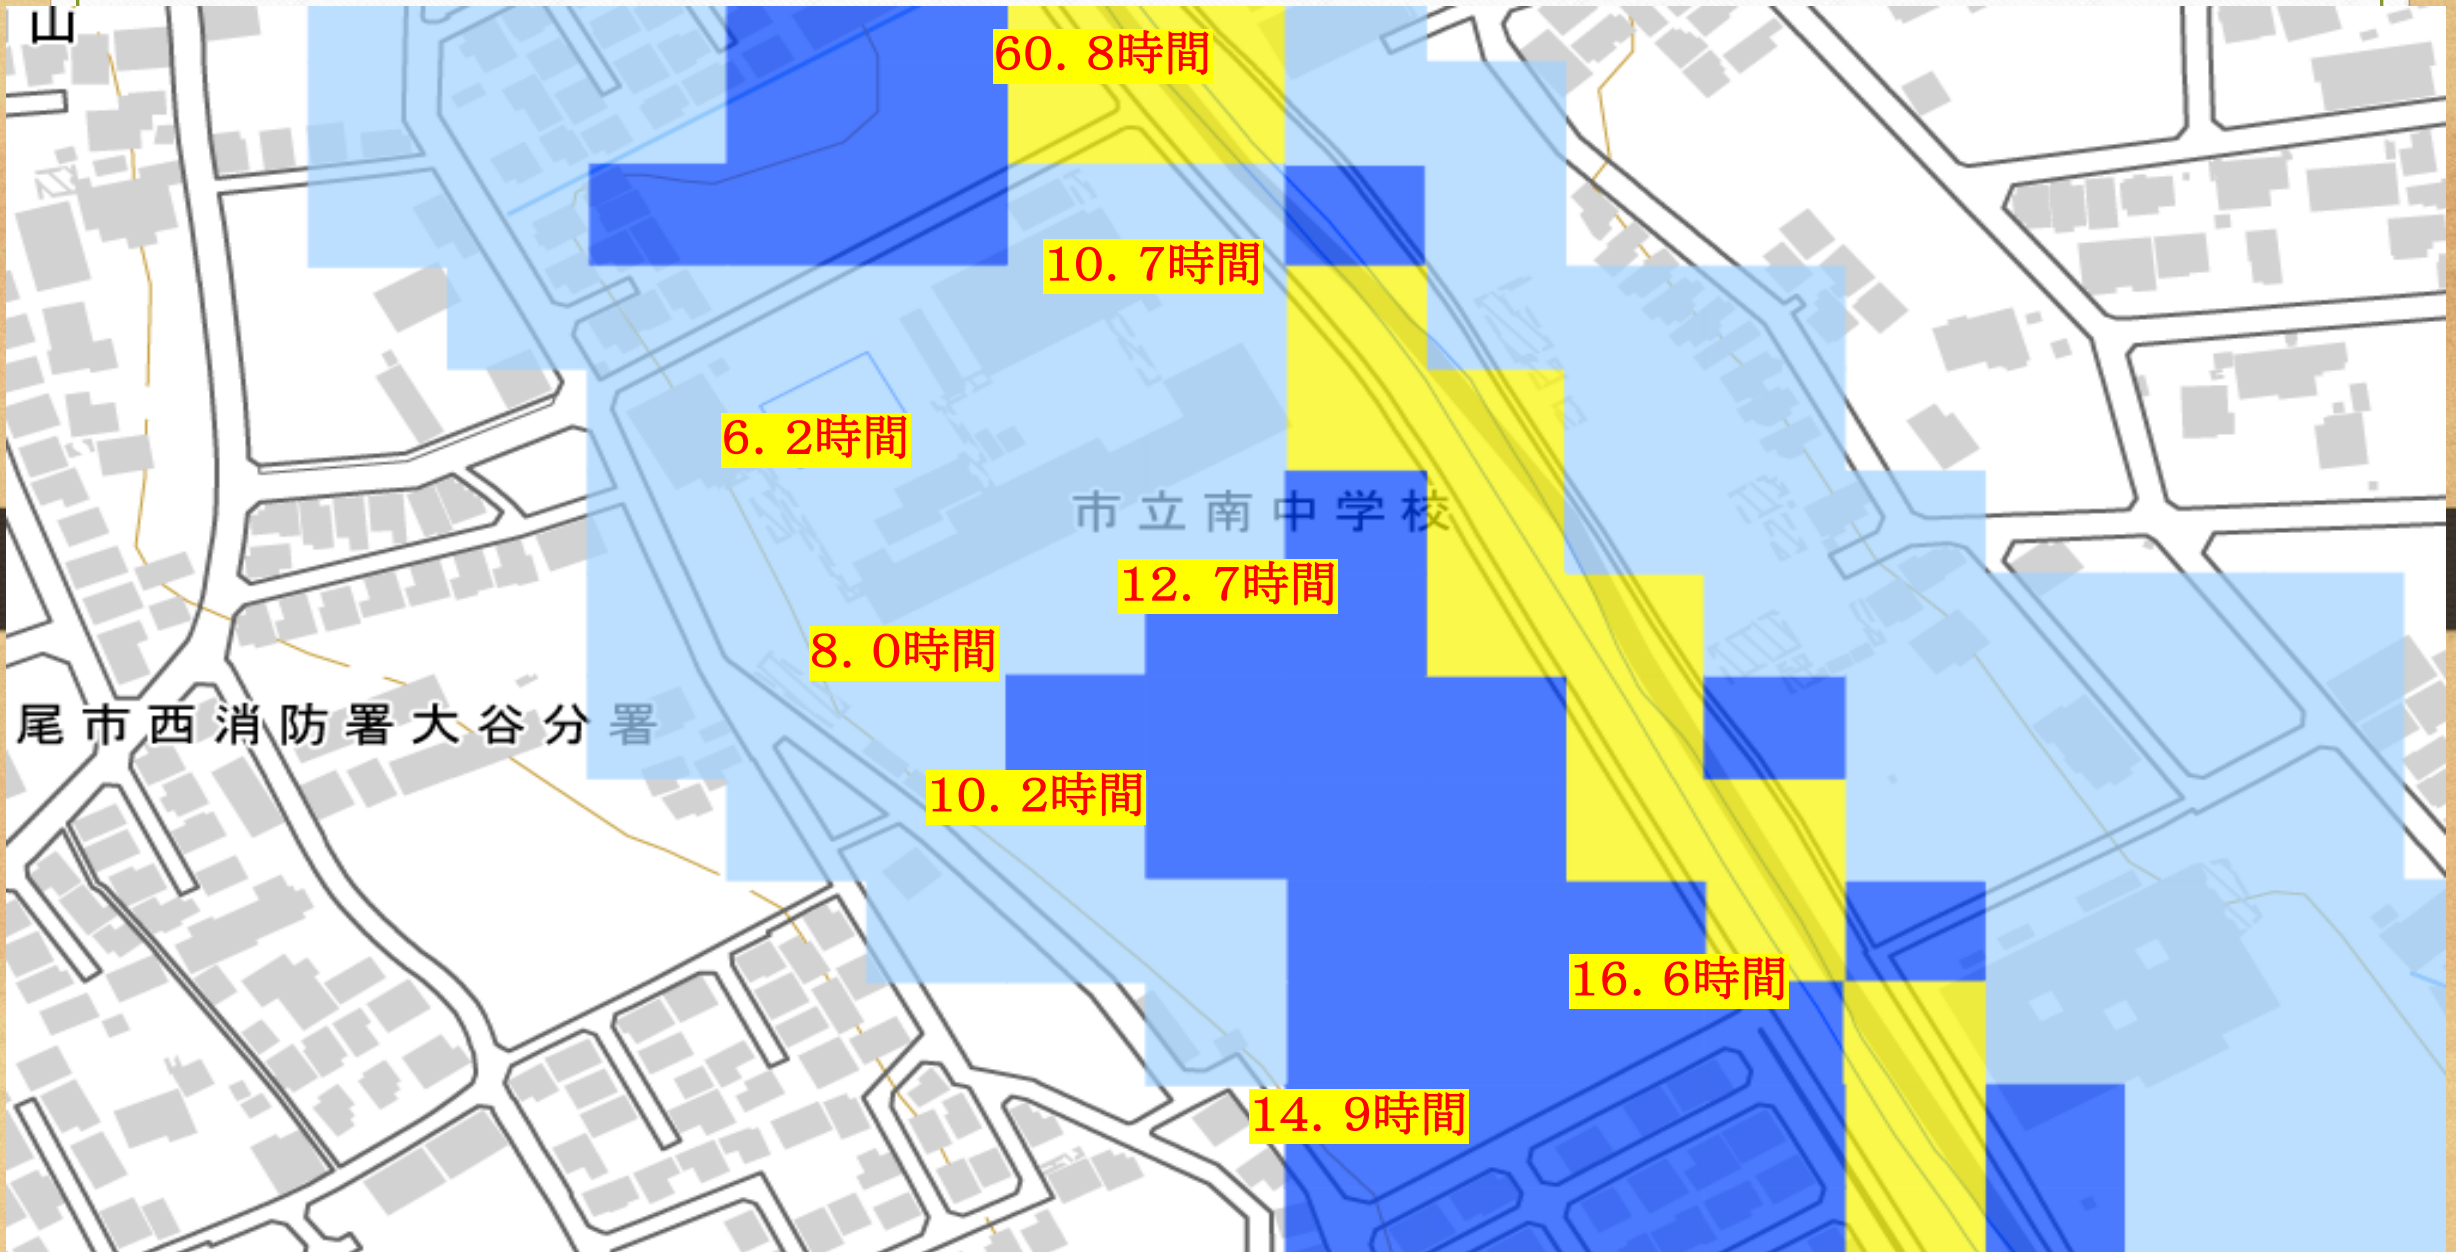 山
60. 8時間
10. 7時間
6. 2時間
市立南中学校
12. 7時間
8. 0時間
尾市西消防署大谷分署
10. 2時間
16. 6時間
14. 9時間